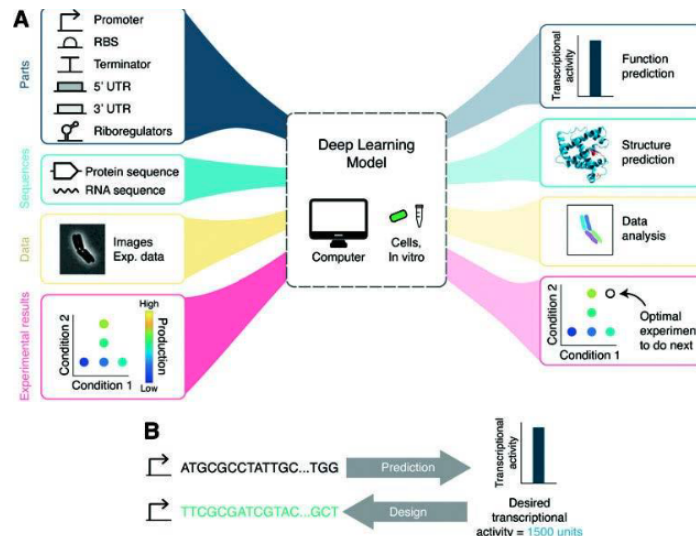 A
Parts
Promoter
RBS
Terminator
5' UTR
3' UTR
Riboregulators
Sequences
Protein sequence
RNA sequence
Data
Images
Exp. data
Experimental results
Condition 2
Condition 1
High
Production
Low
Deep Learning
Model
Computer
Cells,
In vitro
Transcriptional
activity
Function
prediction
Structure
prediction
Data
analysis
Condition 2
Condition 1
Optimal
experiment
to do next
B
ATGCGCCTATTGC...TGG
Prediction
TTCGCGATCGTAC...GCT
Design
Transcriptional
activity
Desired
transcriptional
activity = 1500 units